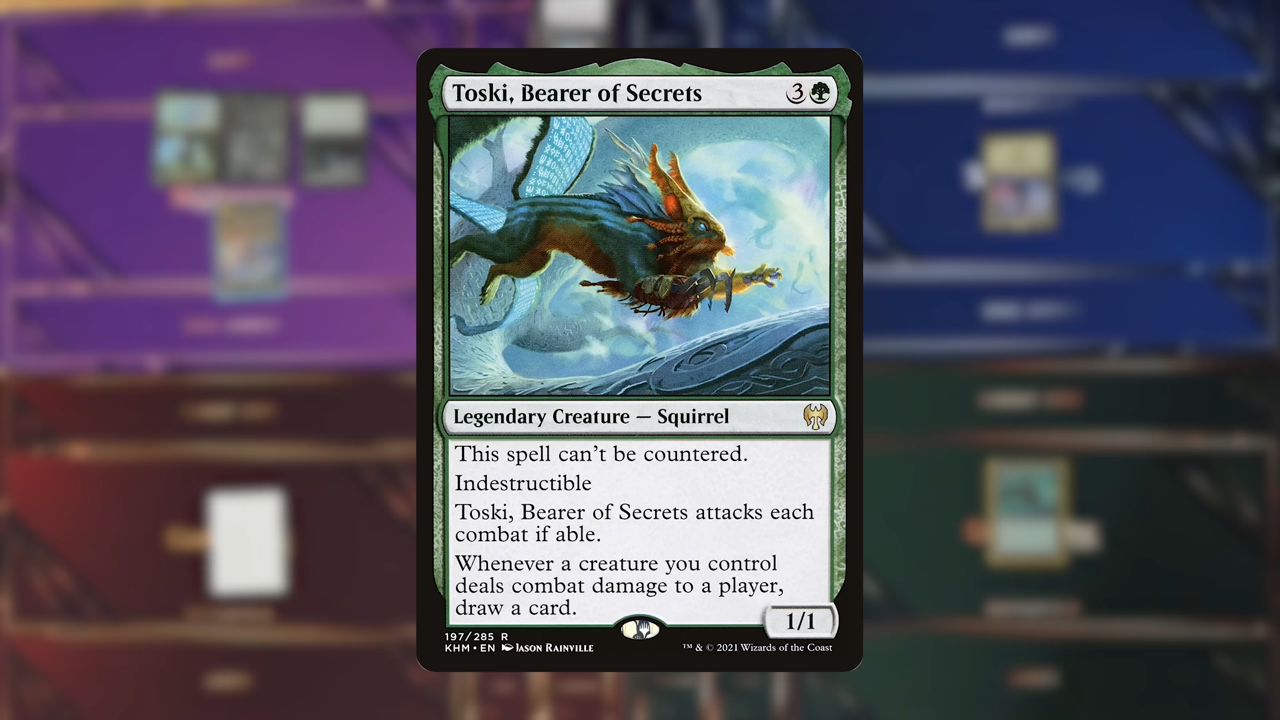 Toski, Bearer of Secrets 3
Legendary Creature — Squirrel
This spell can't be countered.
Indestructible
Toski, Bearer of Secrets attacks each
combat if able.
Whenever a creature you control
deals combat damage to a player,
draw a card.
1/1
197/285 R
KHM • EN JASON RAINVILLE
™ & © 2021 Wizards of the Coast